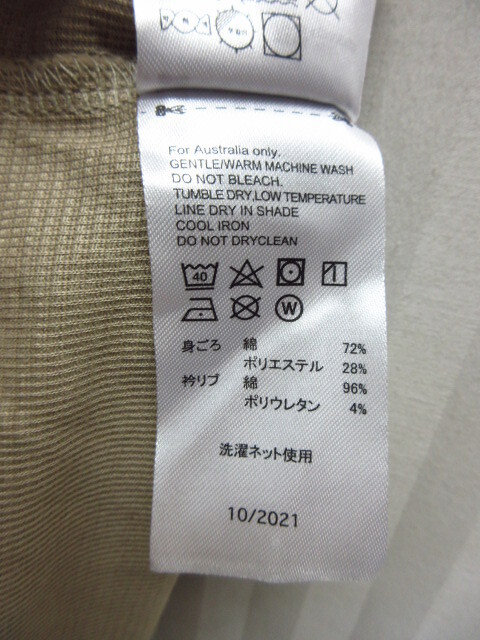 For Australia only.
GENTLE/WARM MACHINE WASH
DO NOT BLEACH.
TUMBLE DRY,LOW TEMPERATURE
LINE DRY IN SHADE
COOL IRON
DO NOT DRYCLEAN
40
W
身ごろ 綿 72%
ポリエステル 28%
衿リブ 綿 96%
ポリウレタン 4%
洗濯ネット使用
10/2021